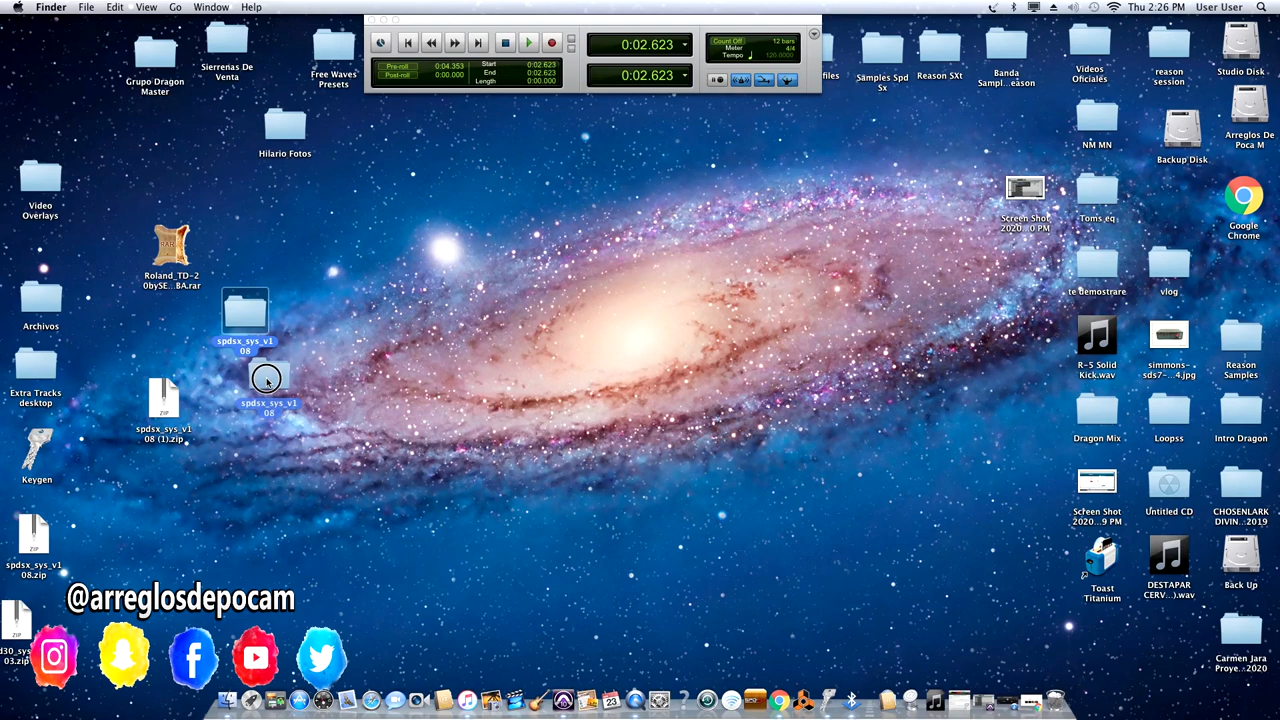 Finder File Edit View Go Window Help
Thu 2:26 PM User User
Grupo Dragon
Master
Sierrenas De
Venta
Free Waves
Presets
Hilario Fotos
Video
Overlays
RAR
Roland_TD-2
0bySE...BA.rar
Archivos
spdsx_sys_v1
08
spdsx_sys_v1
08
Extra Tracks
desktop
ZIP
spdsx_sys_v1
08 (1).zip
Keygen
ZIP
spdsx_sys_v1
08.zip
ZIP
d30_sys
03.zip
@arreglosdepocam
Pre-roll 0:04.353
Post-roll 0:00.000
Start 0:02.623
End 0:02.623
Length 0:00.000
0:02.623
0:02.623
Count Off 12 bars
Meter 4/4
Tempo 120.0000
files
Samples Spd
Sx
Reason SXt
Banda
Sampl...eason
Videos
Oficiales
reason
session
Studio Disk
NM MN
Backup Disk
Arreglos De
Poca M
Screen Shot
2020...0 PM
Toms eq
Google
Chrome
te demostrare
vlog
R-5 Solid
Kick.wav
simmons-
sds7-...4.jpg
Reason
Samples
Dragon Mix
Loopss
Intro Dragon
Screen Shot
2020...9 PM
Untitled CD
CHOSENLARK
DIVIN...2019
Toast
Titanium
DESTAPAR
CERV...).wav
Back Up
Carmen Jara
Proye...2020